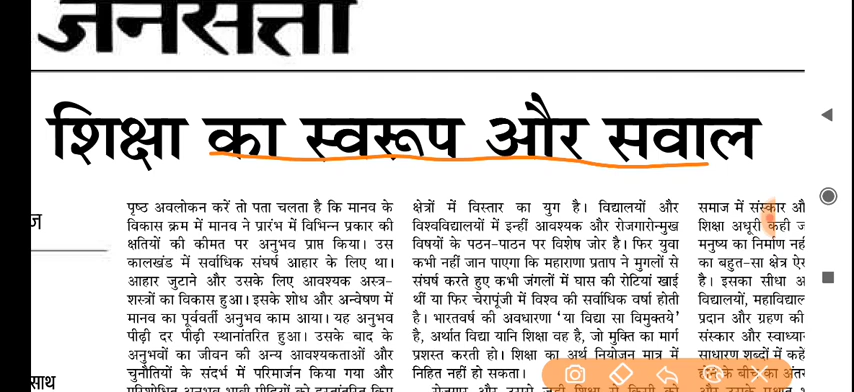 जनसत्ता
शिक्षा का स्वरूप और सवाल
ज
साथ
पृष्ठ अवलोकन करें तो पता चलता है कि मानव के
विकास क्रम में मानव ने प्रारंभ में विभिन्न प्रकार की
क्षतियों की कीमत पर अनुभव प्राप्त किया। उस
कालखंड में सर्वाधिक संघर्ष आहार के लिए था।
आहार जुटाने और उसके लिए आवश्यक अस्त्र-
शस्त्रों का विकास हुआ। इसके शोध और अन्वेषण में
मानव का पूर्ववर्ती अनुभव काम आया। यह अनुभव
पीढ़ी दर पीढ़ी स्थानांतरित हुआ। उसके बाद के
अनुभवों का जीवन की अन्य आवश्यकताओं और
चुनौतियों के संदर्भ में परिमार्जन किया गया और
क्षेत्रों में विस्तार का युग है। विद्यालयों और
विश्वविद्यालयों में इन्हीं आवश्यक और रोजगारोन्मुख
विषयों के पठन-पाठन पर विशेष जोर है। फिर युवा
कभी नहीं जान पाएगा कि महाराणा प्रताप ने मुगलों से
संघर्ष करते हुए कभी जंगलों में घास की रोटियां खाई
थीं या फिर चेरापूंजी में विश्व की सर्वाधिक वर्षा होती
है। भारतवर्ष की अवधारणा ‘या विद्या सा विमुक्तये’
है, अर्थात विद्या यानि शिक्षा वह है, जो मुक्ति का मार्ग
प्रशस्त करती हो। शिक्षा का अर्थ नियोजन मात्र में
निहित नहीं हो सकता।
समाज में संस्कार औ
शिक्षा अधूरी कही ज
मनुष्य का निर्माण नहीं
का बहुत-सा क्षेत्र ऐर
है। इसका सीधा अ
विद्यालयों, महाविद्याल
प्रदान और ग्रहण की
संस्कार और स्वाध्या
साधारण शब्दों में कहे